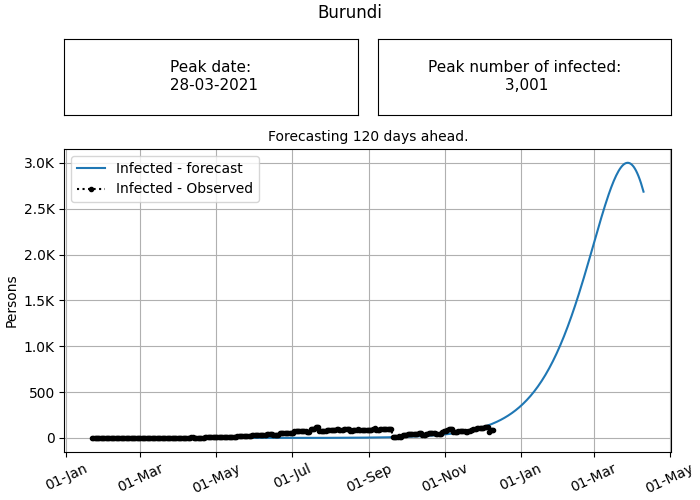 Burundi
Peak date:
28-03-2021
Peak number of infected:
3,001
Forecasting 120 days ahead.
Infected - forecast
Infected - Observed
Persons
3.0K
2.5K
2.0K
1.5K
1.0K
500
0
01-Jan
01-Mar
01-May
01-Jul
01-Sep
01-Nov
01-Jan
01-Mar
01-May